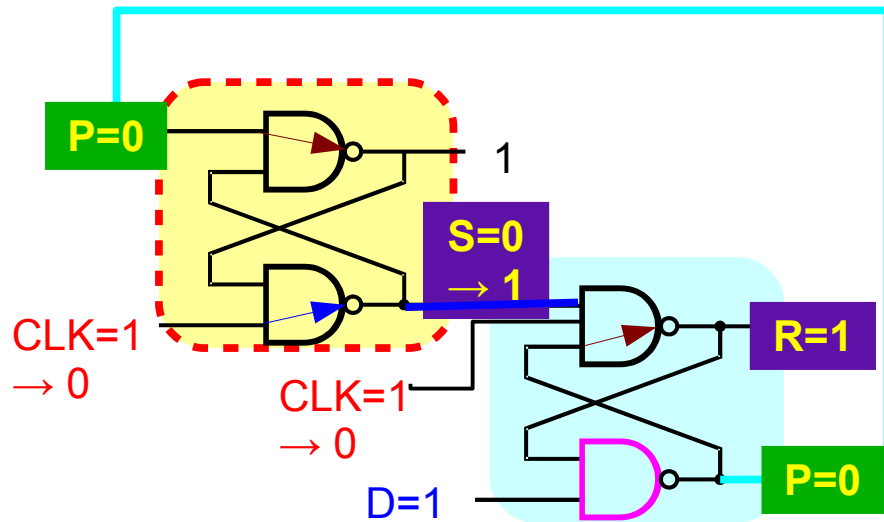 P=0
1
S=0
→ 1
CLK=1
→ 0
R=1
CLK=1
→ 0
P=0
D=1